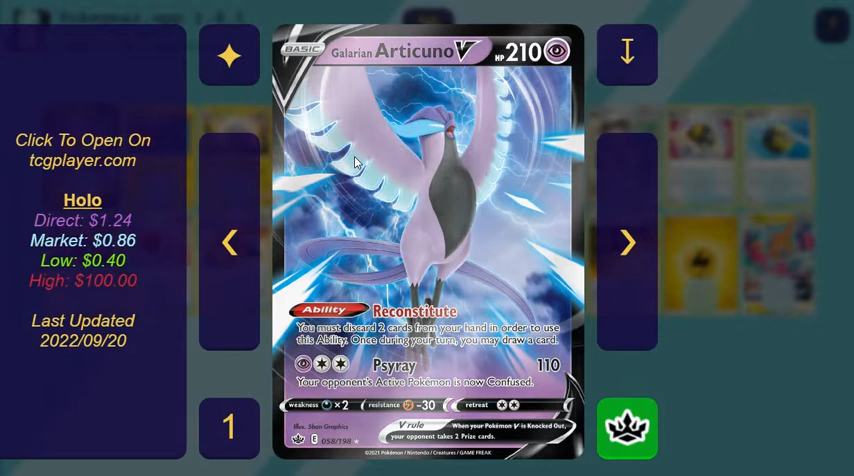 Click To Open On
tcgplayer.com
Holo
Direct: $1.24
Market: $0.86
Low: $0.40
High: $100.00
Last Updated
2022/09/20
1
BASIC
Galarian Articuno V
HP 210
Ability Reconstitute
You must discard 2 cards from your hand in order to use
this Ability. Once during your turn, you may draw a card.
Psyray 110
Your opponent's Active Pokémon is now Confused.
weakness ×2 resistance -30 retreat
Illus. 5ban Graphics
E 058/198
V rule When your Pokémon V is Knocked Out,
your opponent takes 2 Prize cards.
©2021 Pokémon / Nintendo / Creatures / GAME FREAK